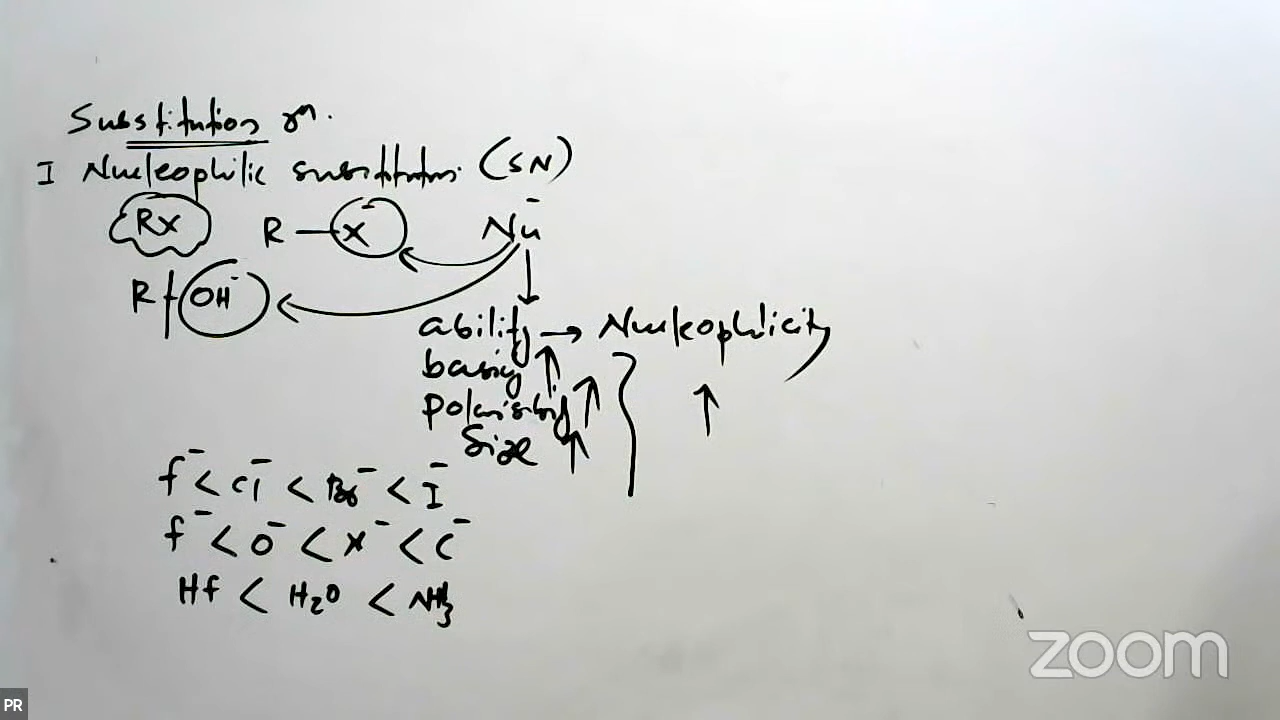 Substitution rn.
I Nucleophilic substitution (SN)
Rx R — X⁻ Nu⁻
R OH⁻
ability → Nucleophilicity
basicity ↑
polarisibility ↑ ↑
Size ↑
f⁻ < Cl⁻ < Br⁻ < I⁻
f⁻ < O⁻ < x⁻ < C⁻
Hf < H₂O < NH₃
zoom
PR